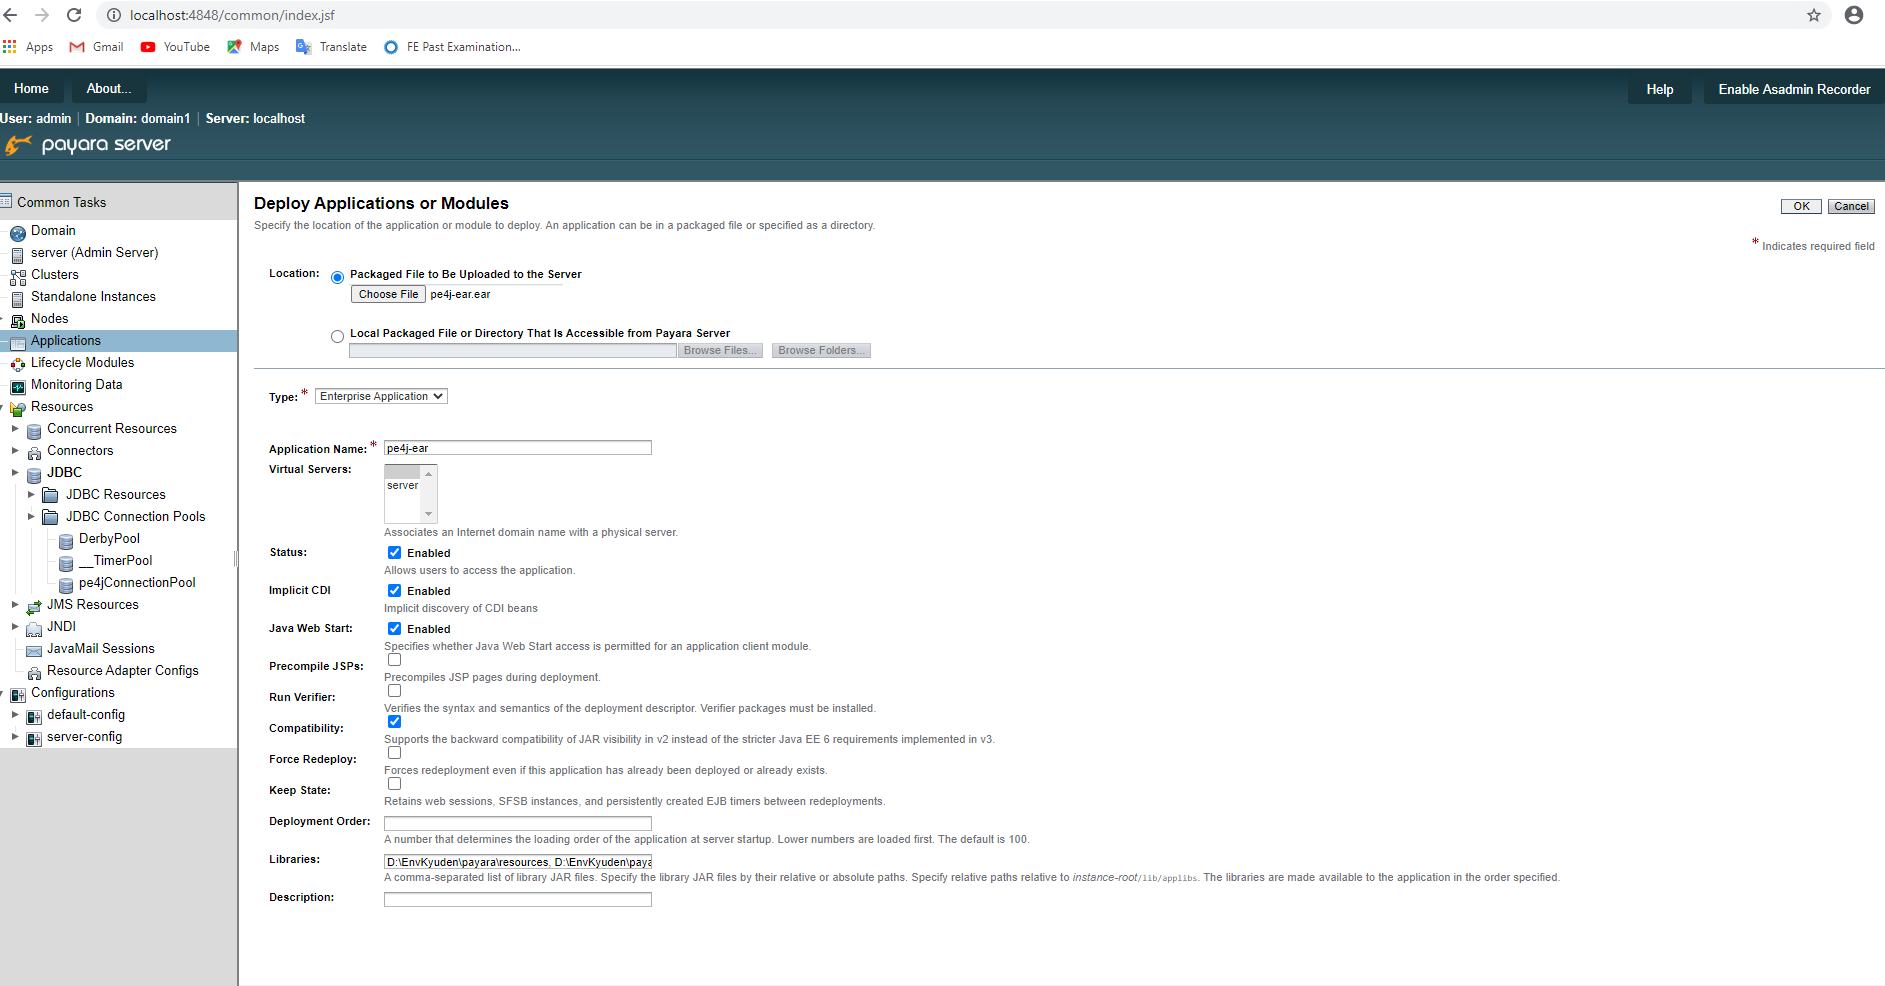 localhost:4848/common/index.jsf
Apps Gmail YouTube Maps Translate FE Past Examination...
Home About... Help Enable Asadmin Recorder
User: admin Domain: domain1 Server: localhost
payara server
Common Tasks
Domain
server (Admin Server)
Clusters
Standalone Instances
Nodes
Applications
Lifecycle Modules
Monitoring Data
Resources
Concurrent Resources
Connectors
JDBC
JDBC Resources
JDBC Connection Pools
DerbyPool
__TimerPool
pe4jConnectionPool
JMS Resources
JNDI
JavaMail Sessions
Resource Adapter Configs
Configurations
default-config
server-config
Deploy Applications or Modules
OK Cancel
Specify the location of the application or module to deploy. An application can be in a packaged file or specified as a directory.
* Indicates required field
Location: Packaged File to Be Uploaded to the Server
Choose File pe4j-ear.ear
Local Packaged File or Directory That Is Accessible from Payara Server
Browse Files... Browse Folders...
Type: * Enterprise Application
Application Name: * pe4j-ear
Virtual Servers:
server
Associates an Internet domain name with a physical server.
Status: Enabled
Allows users to access the application.
Implicit CDI Enabled
Implicit discovery of CDI beans
Java Web Start: Enabled
Specifies whether Java Web Start access is permitted for an application client module.
Precompile JSPs:
Precompiles JSP pages during deployment.
Run Verifier:
Verifies the syntax and semantics of the deployment descriptor. Verifier packages must be installed.
Compatibility:
Supports the backward compatibility of JAR visibility in v2 instead of the stricter Java EE 6 requirements implemented in v3.
Force Redeploy:
Forces redeployment even if this application has already been deployed or already exists.
Keep State:
Retains web sessions, SFSB instances, and persistently created EJB timers between redeployments.
Deployment Order:
A number that determines the loading order of the application at server startup. Lower numbers are loaded first. The default is 100.
Libraries: D:\EnvKyuden\payara\resources, D:\EnvKyuden\paya
A comma-separated list of library JAR files. Specify the library JAR files by their relative or absolute paths. Specify relative paths relative to instance-root/lib/applibs. The libraries are made available to the application in the order specified.
Description: